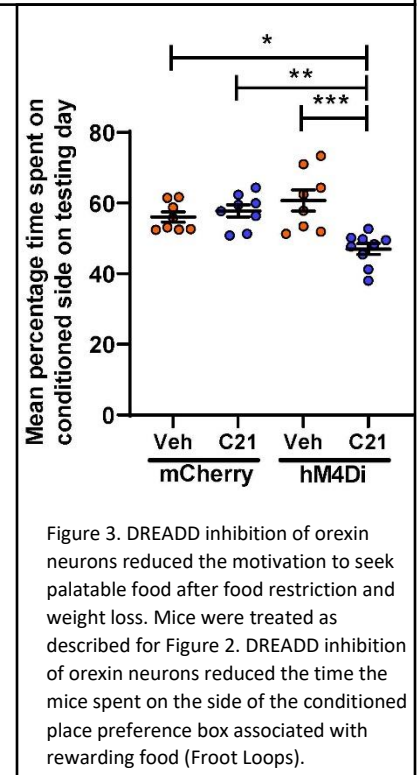 *
**
***
Mean percentage time spent on
conditioned side on testing day
80
60
40
20
0
Veh C21 Veh C21
mCherry hM4Di
Figure 3. DREADD inhibition of orexin
neurons reduced the motivation to seek
palatable food after food restriction and
weight loss. Mice were treated as
described for Figure 2. DREADD inhibition
of orexin neurons reduced the time the
mice spent on the side of the conditioned
place preference box associated with
rewarding food (Froot Loops).